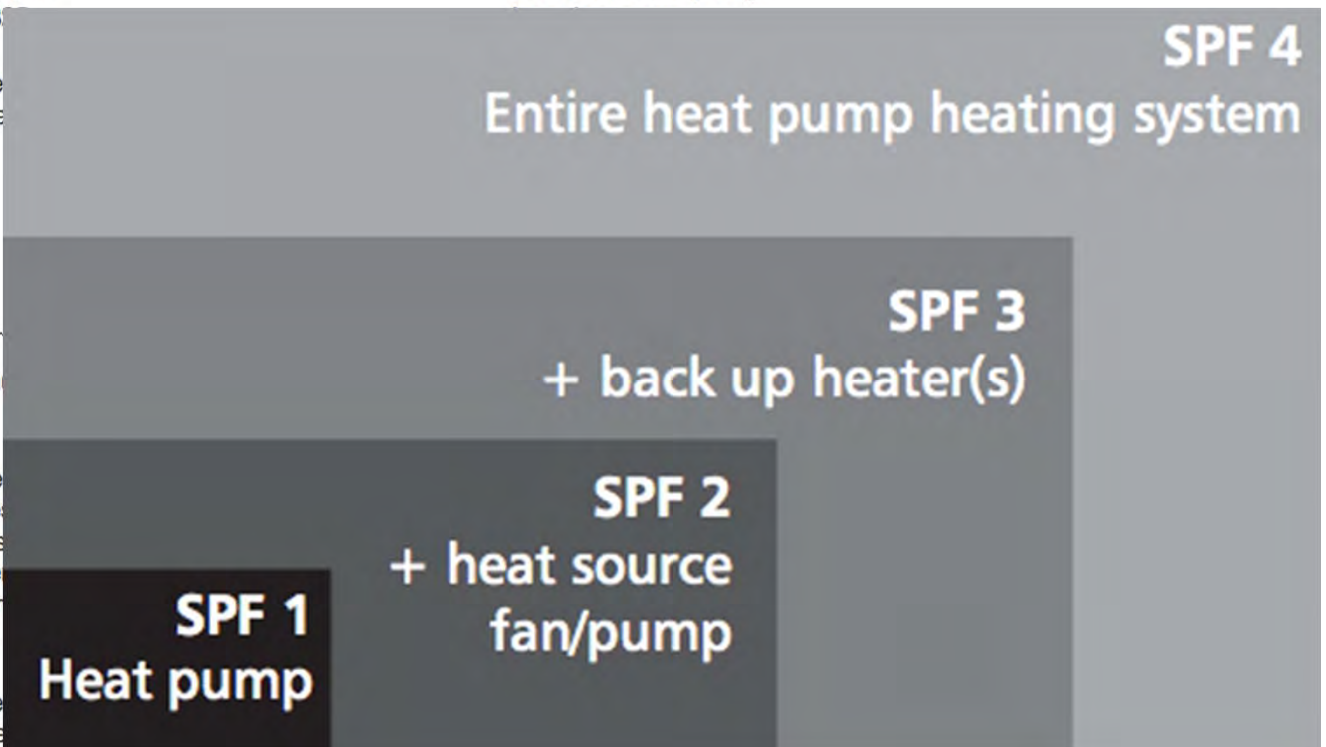 SPF 4
Entire heat pump heating system
SPF 3
+ back up heater(s)
SPF 2
+ heat source
fan/pump
SPF 1
Heat pump